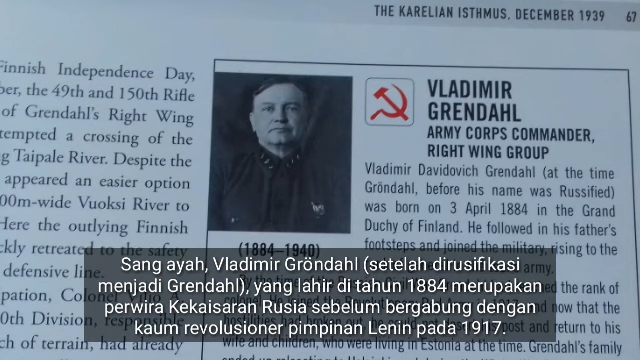 THE KARELIAN ISTHMUS, DECEMBER 1939 67
Finnish Independence Day,
ber, the 49th and 150th Rifle
of Grendahl's Right Wing
ttempted a crossing of the
g Taipale River. Despite the
appeared an easier option
00m-wide Vuoksi River to
Here the outlying Finnish
ckly retreated to the safety
defensive line.
pation, Colonel
0th Division, responsible
ch of terrain, had already
(1884–1940)
VLADIMIR
GRENDAHL
ARMY CORPS COMMANDER,
RIGHT WING GROUP
Vladimir Davidovich Grendahl (at the time
Gröndahl, before his name was Russified)
was born on 3 April 1884 in the Grand
Duchy of Finland. He followed in his father's
footsteps and joined the military, rising to the
army.
the rank of
and now that the
post and return to his
wife and children, who were living in Estonia at the time.
Grendahl's family
Sang ayah, Vladimir Gröndahl (setelah dirusifikasi
menjadi Grendahl), yang lahir di tahun 1884 merupakan
perwira Kekaisaran Rusia sebelum bergabung dengan
kaum revolusioner pimpinan Lenin pada 1917.